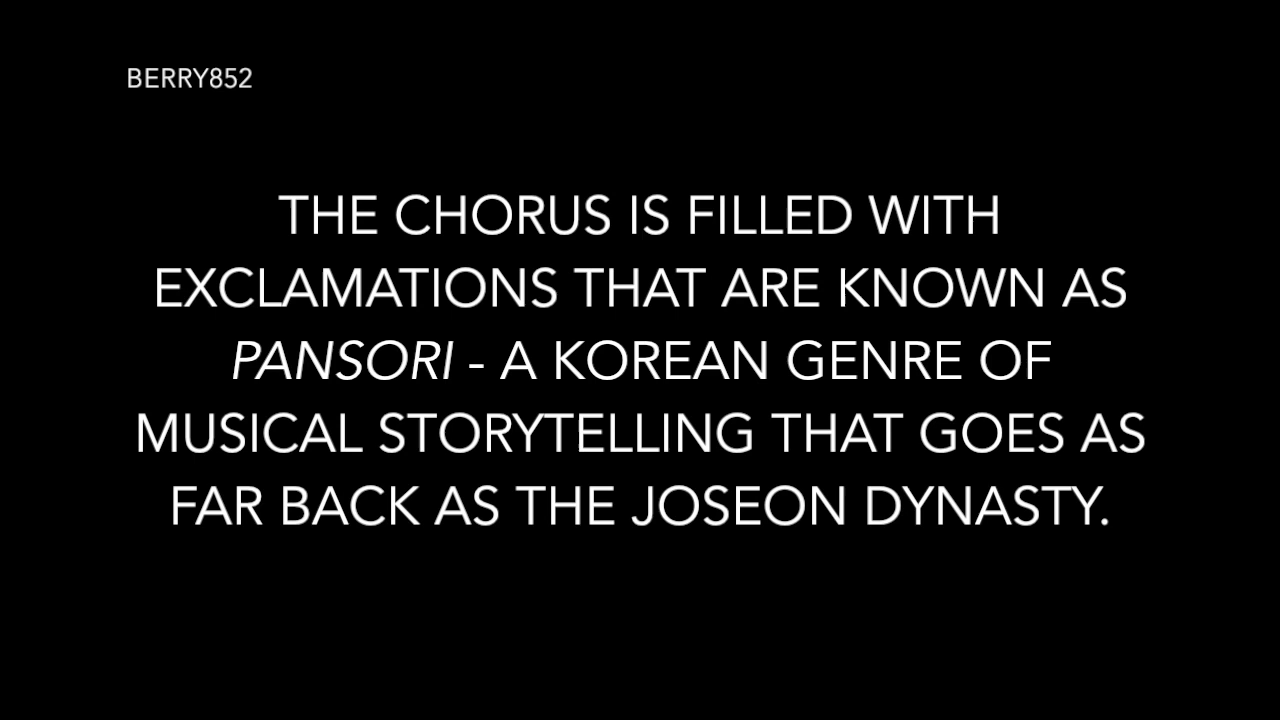 BERRY852
THE CHORUS IS FILLED WITH
EXCLAMATIONS THAT ARE KNOWN AS
PANSORI - A KOREAN GENRE OF
MUSICAL STORYTELLING THAT GOES AS
FAR BACK AS THE JOSEON DYNASTY.